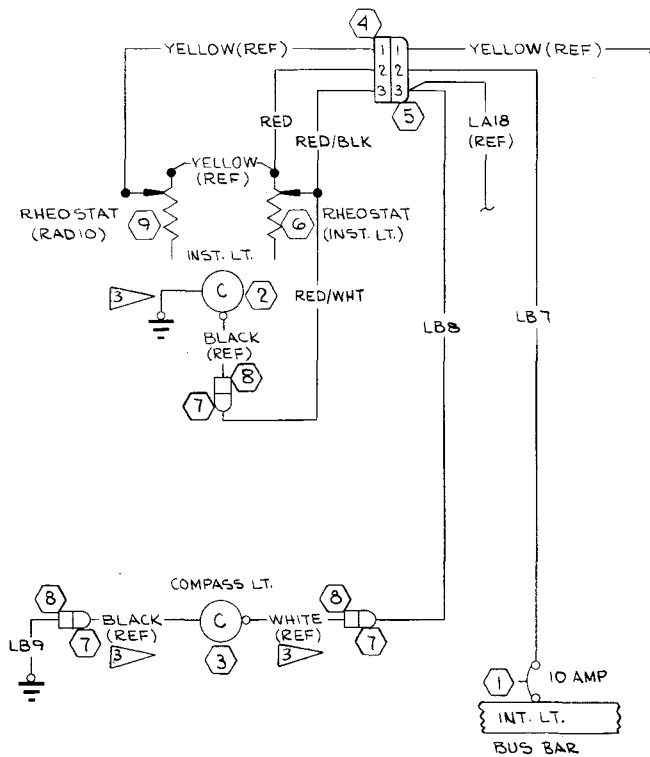 4
YELLOW(REF)
1 1
YELLOW (REF)
2 2
3 3
5
RED
LA18
(REF)
RED/BLK
YELLOW
(REF)
RHEOSTAT
(RADIO)
9
6
RHEOSTAT
(INST. LT.)
INST. LT.
3
C
2
RED/WHT
LB8
LB7
BLACK
(REF)
8
7
COMPASS LT.
8
BLACK
(REF)
C
WHITE
(REF)
8
LB9
7
3
3
3
7
1
10 AMP
INT. LT.
BUS BAR